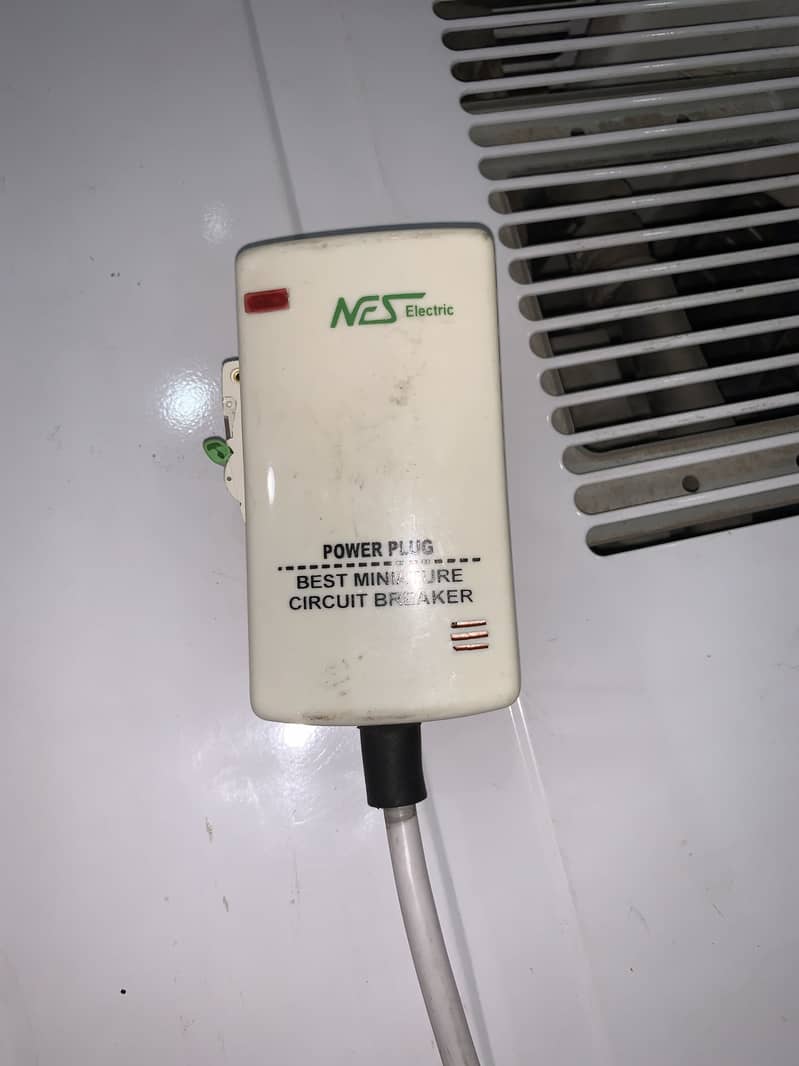 NES Electric
POWER PLUG
BEST MINIATURE
CIRCUIT BREAKER